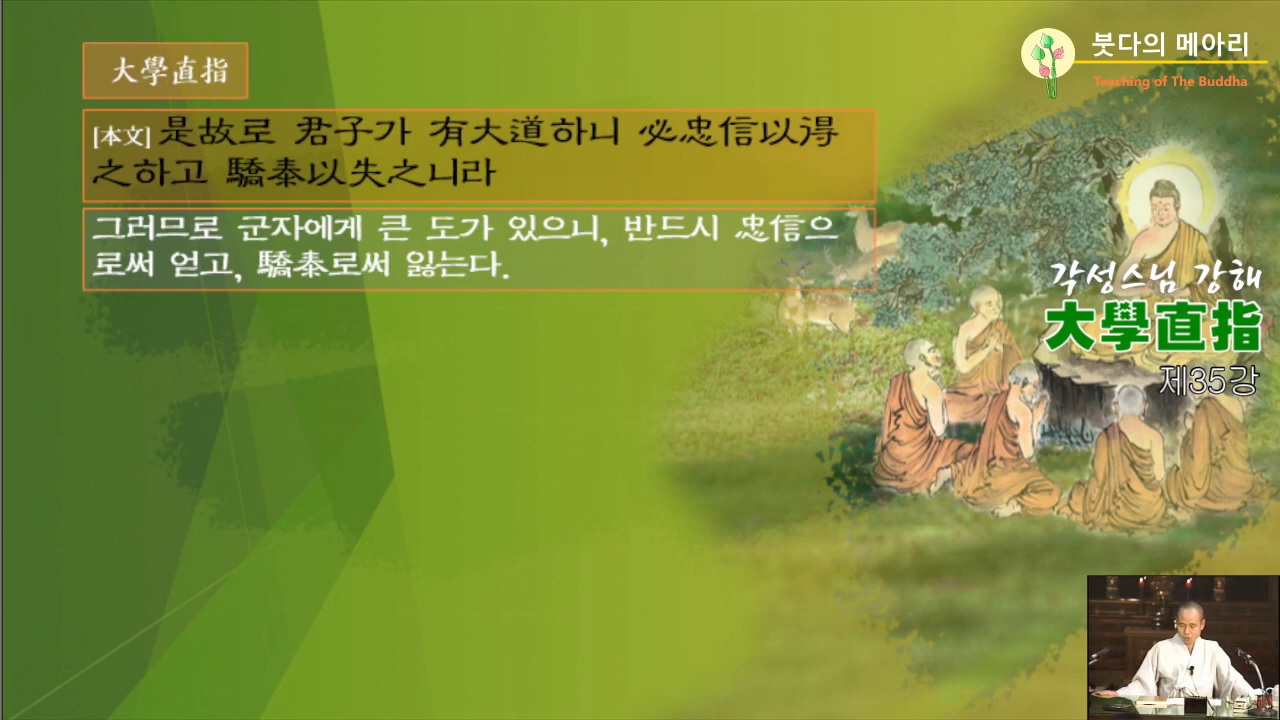 大學直指
[本文] 是故로 君子가 有大道하니 必忠信以得
之하고 驕泰以失之니라
그러므로 군자에게 큰 도가 있으니, 반드시 忠信으
로써 얻고, 驕泰로써 잃는다.
붓다의 메아리
Teaching of The Buddha
각성스님 강해
大學直指
제35강